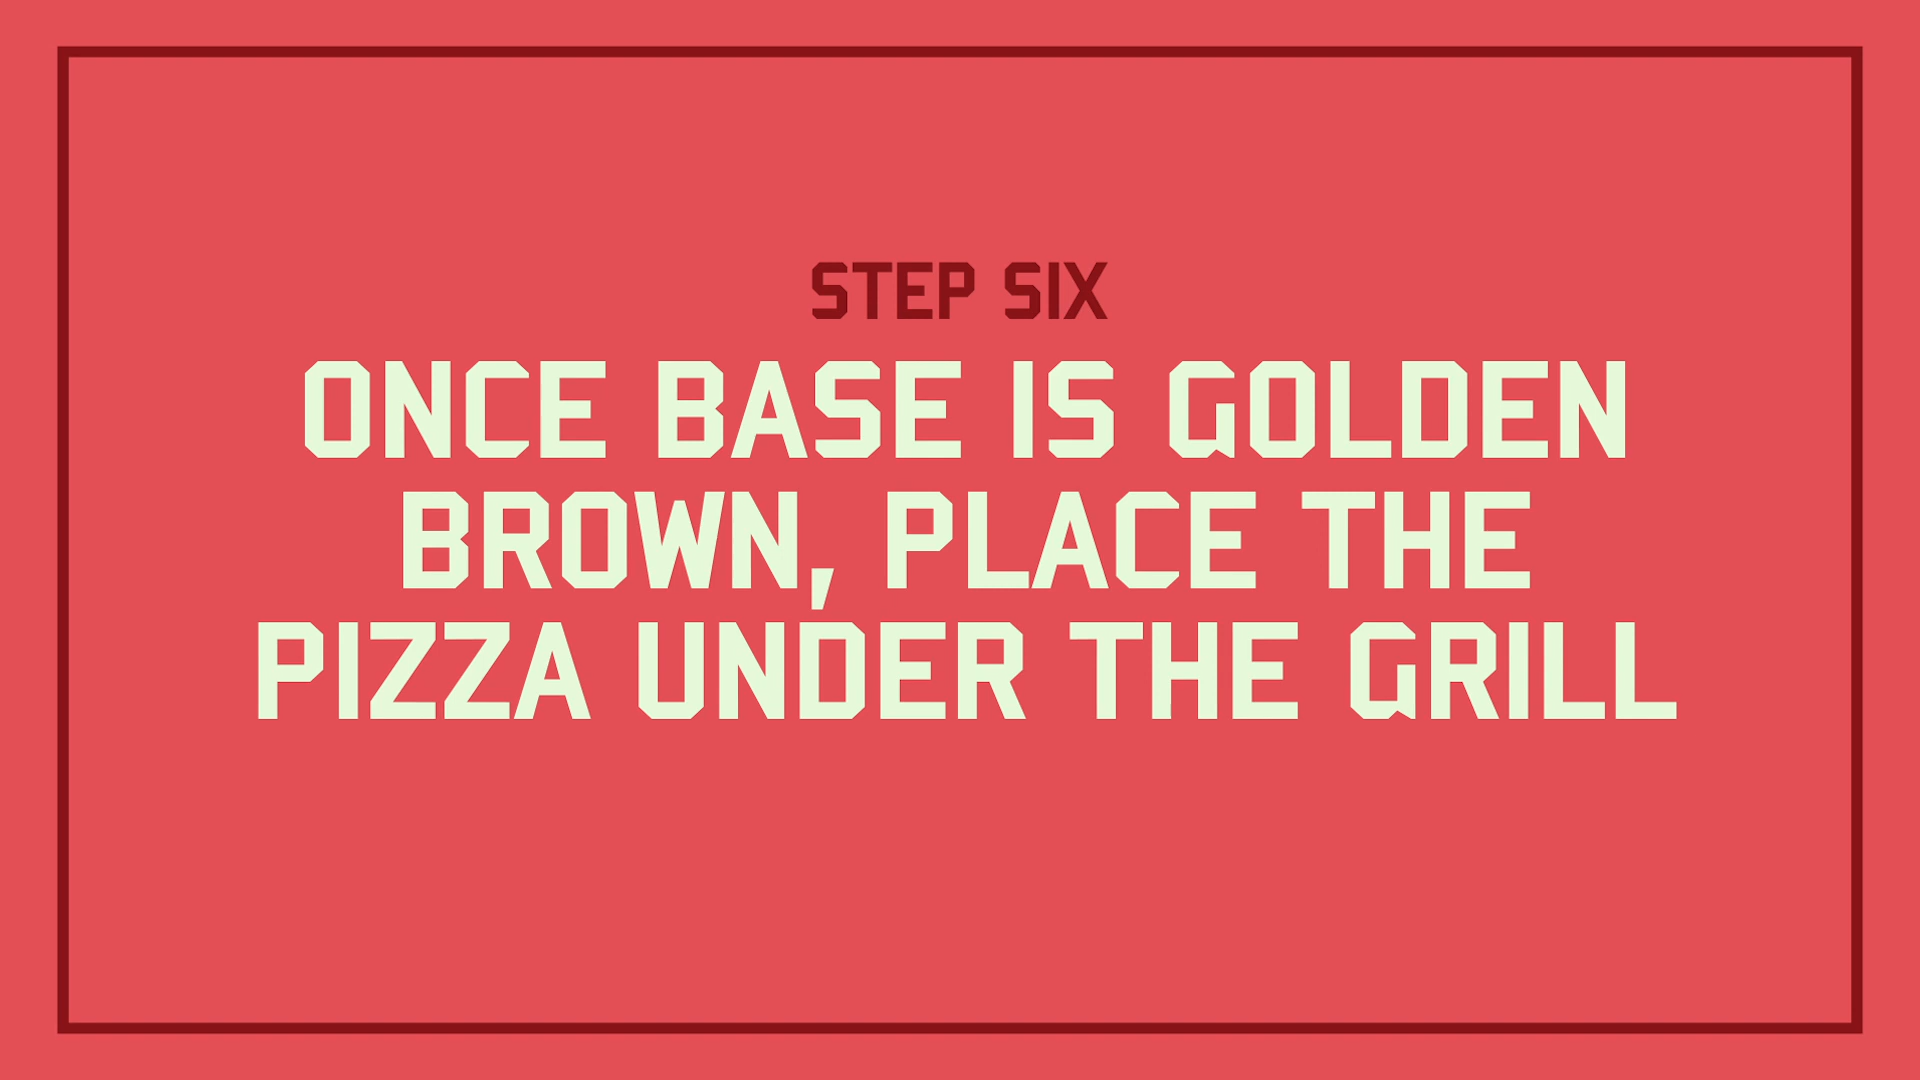 STEP SIX
ONCE BASE IS GOLDEN
BROWN, PLACE THE
PIZZA UNDER THE GRILL